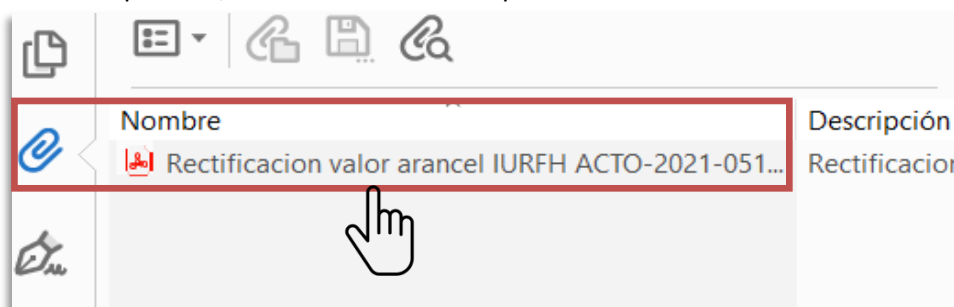 Nombre
Descripción
Rectificacion valor arancel IURFH ACTO-2021-051...
Rectificacion